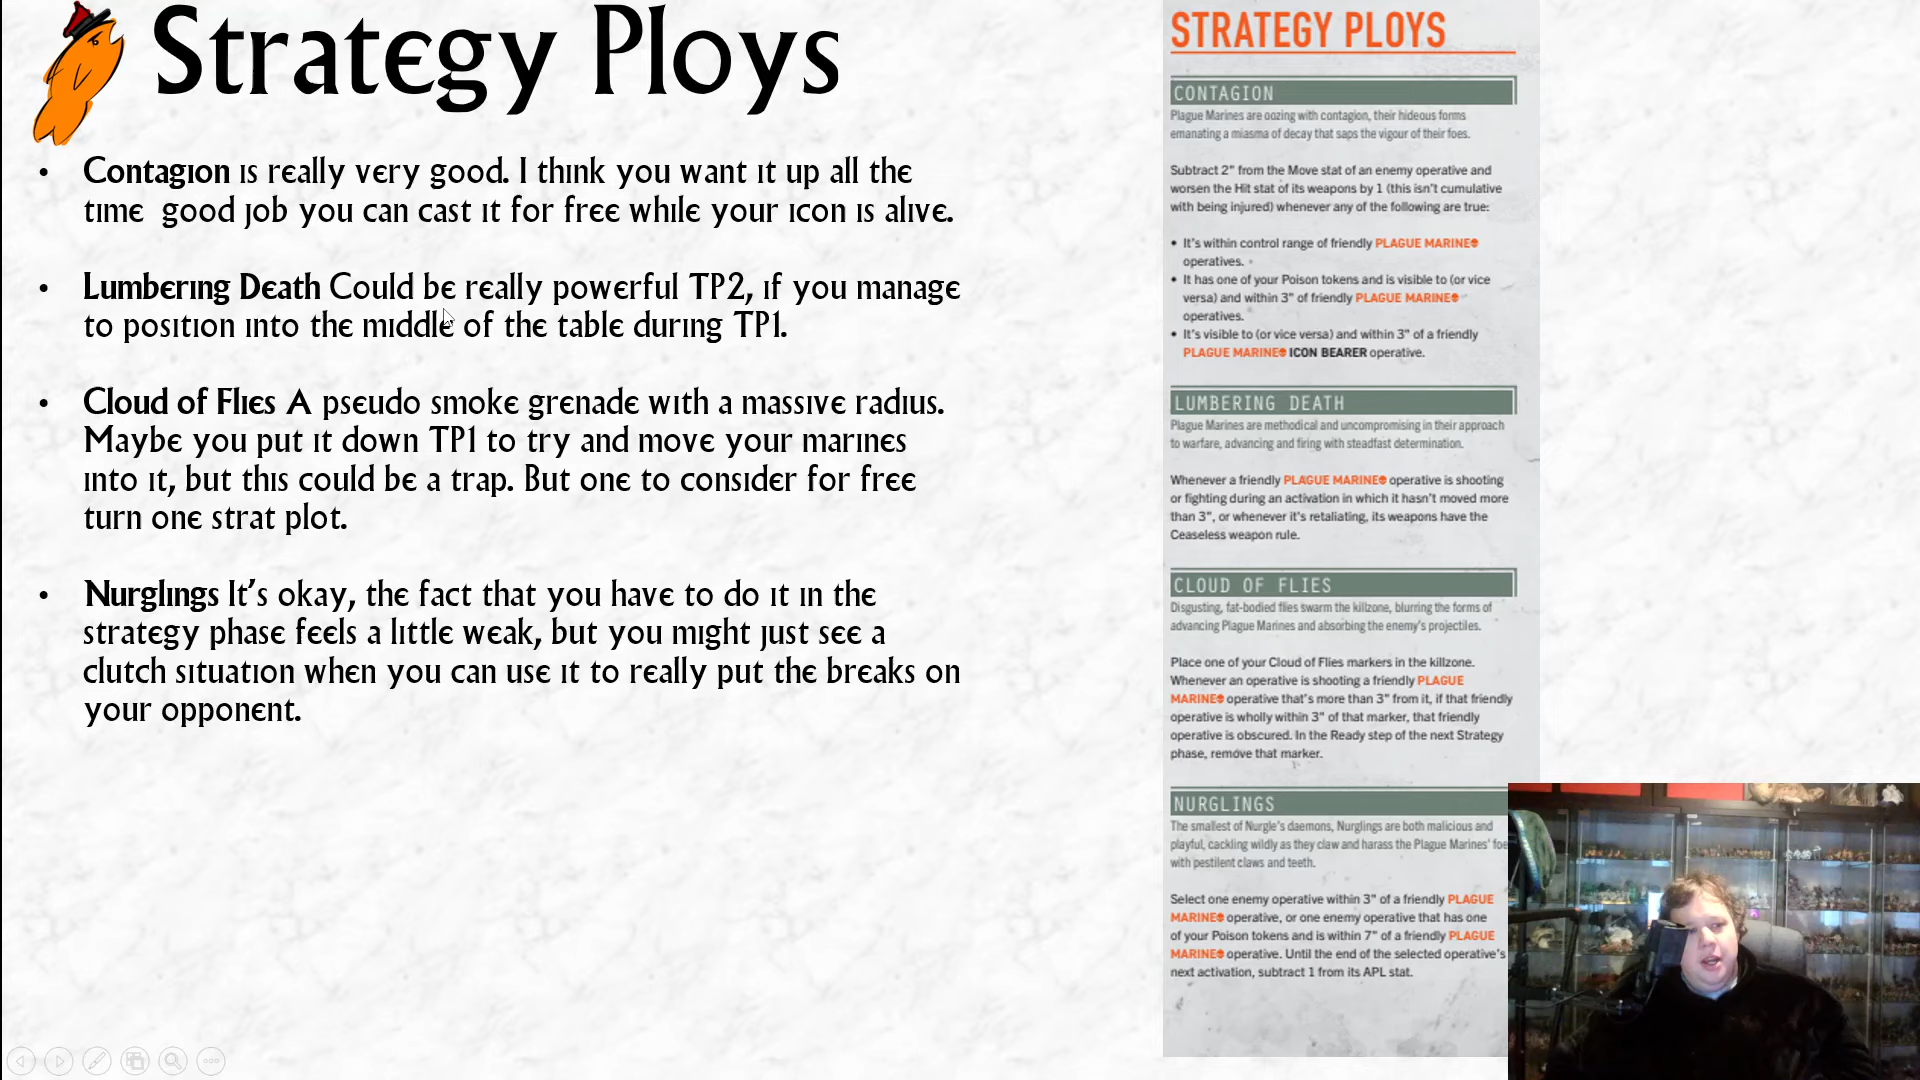 Strategy Ploys
• Contagion is really very good. I think you want it up all the
time good job you can cast it for free while your icon is alive.
• Lumbering Death Could be really powerful TP2, if you manage
to position into the middle of the table during TP1.
• Cloud of Flies A pseudo smoke grenade with a massive radius.
Maybe you put it down TP1 to try and move your marines
into it, but this could be a trap. But one to consider for free
turn one strat plot.
• Nurglings It's okay, the fact that you have to do it in the
strategy phase feels a little weak, but you might just see a
clutch situation when you can use it to really put the breaks on
your opponent.
STRATEGY PLOYS
CONTAGION
Plague Marines are oozing with contagion, their hideous forms
emanating a miasma of decay that saps the vigour of their foes.
Subtract 2" from the Move stat of an enemy operative and
worsen the Hit stat of its weapons by 1 (this isn't cumulative
with being injured) whenever any of the following are true:
• It's within control range of friendly PLAGUE MARINE
operatives.
• It has one of your Poison tokens and is visible to (or vice
versa) and within 3" of friendly PLAGUE MARINE
operatives.
• It's visible to (or vice versa) and within 3" of a friendly
PLAGUE MARINE ICON BEARER operative.
LUMBERING DEATH
Plague Marines are methodical and uncompromising in their approach
to warfare, advancing and firing with steadfast determination.
Whenever a friendly PLAGUE MARINE operative is shooting
or fighting during an activation in which it hasn't moved more
than 3", or whenever it's retaliating, its weapons have the
Ceaseless weapon rule.
CLOUD OF FLIES
Disgusting, fat-bodied flies swarm the killzone, blurring the forms of
advancing Plague Marines and absorbing the enemy's projectiles.
Place one of your Cloud of Flies markers in the killzone.
Whenever an operative is shooting a friendly PLAGUE
MARINE operative that's more than 3" from it, if that friendly
operative is wholly within 3" of that marker, that friendly
operative is obscured. In the Ready step of the next Strategy
phase, remove that marker.
NURGLINGS
The smallest of Nurgle's daemons, Nurglings are both malicious and
playful, cackling wildly as they claw and harass the Plague Marines' foe
with pestilent claws and teeth.
Select one enemy operative within 3" of a friendly PLAGUE
MARINE operative, or one enemy operative that has one
of your Poison tokens and is within 7" of a friendly PLAGUE
MARINE operative. Until the end of the selected operative's
next activation, subtract 1 from its APL stat.